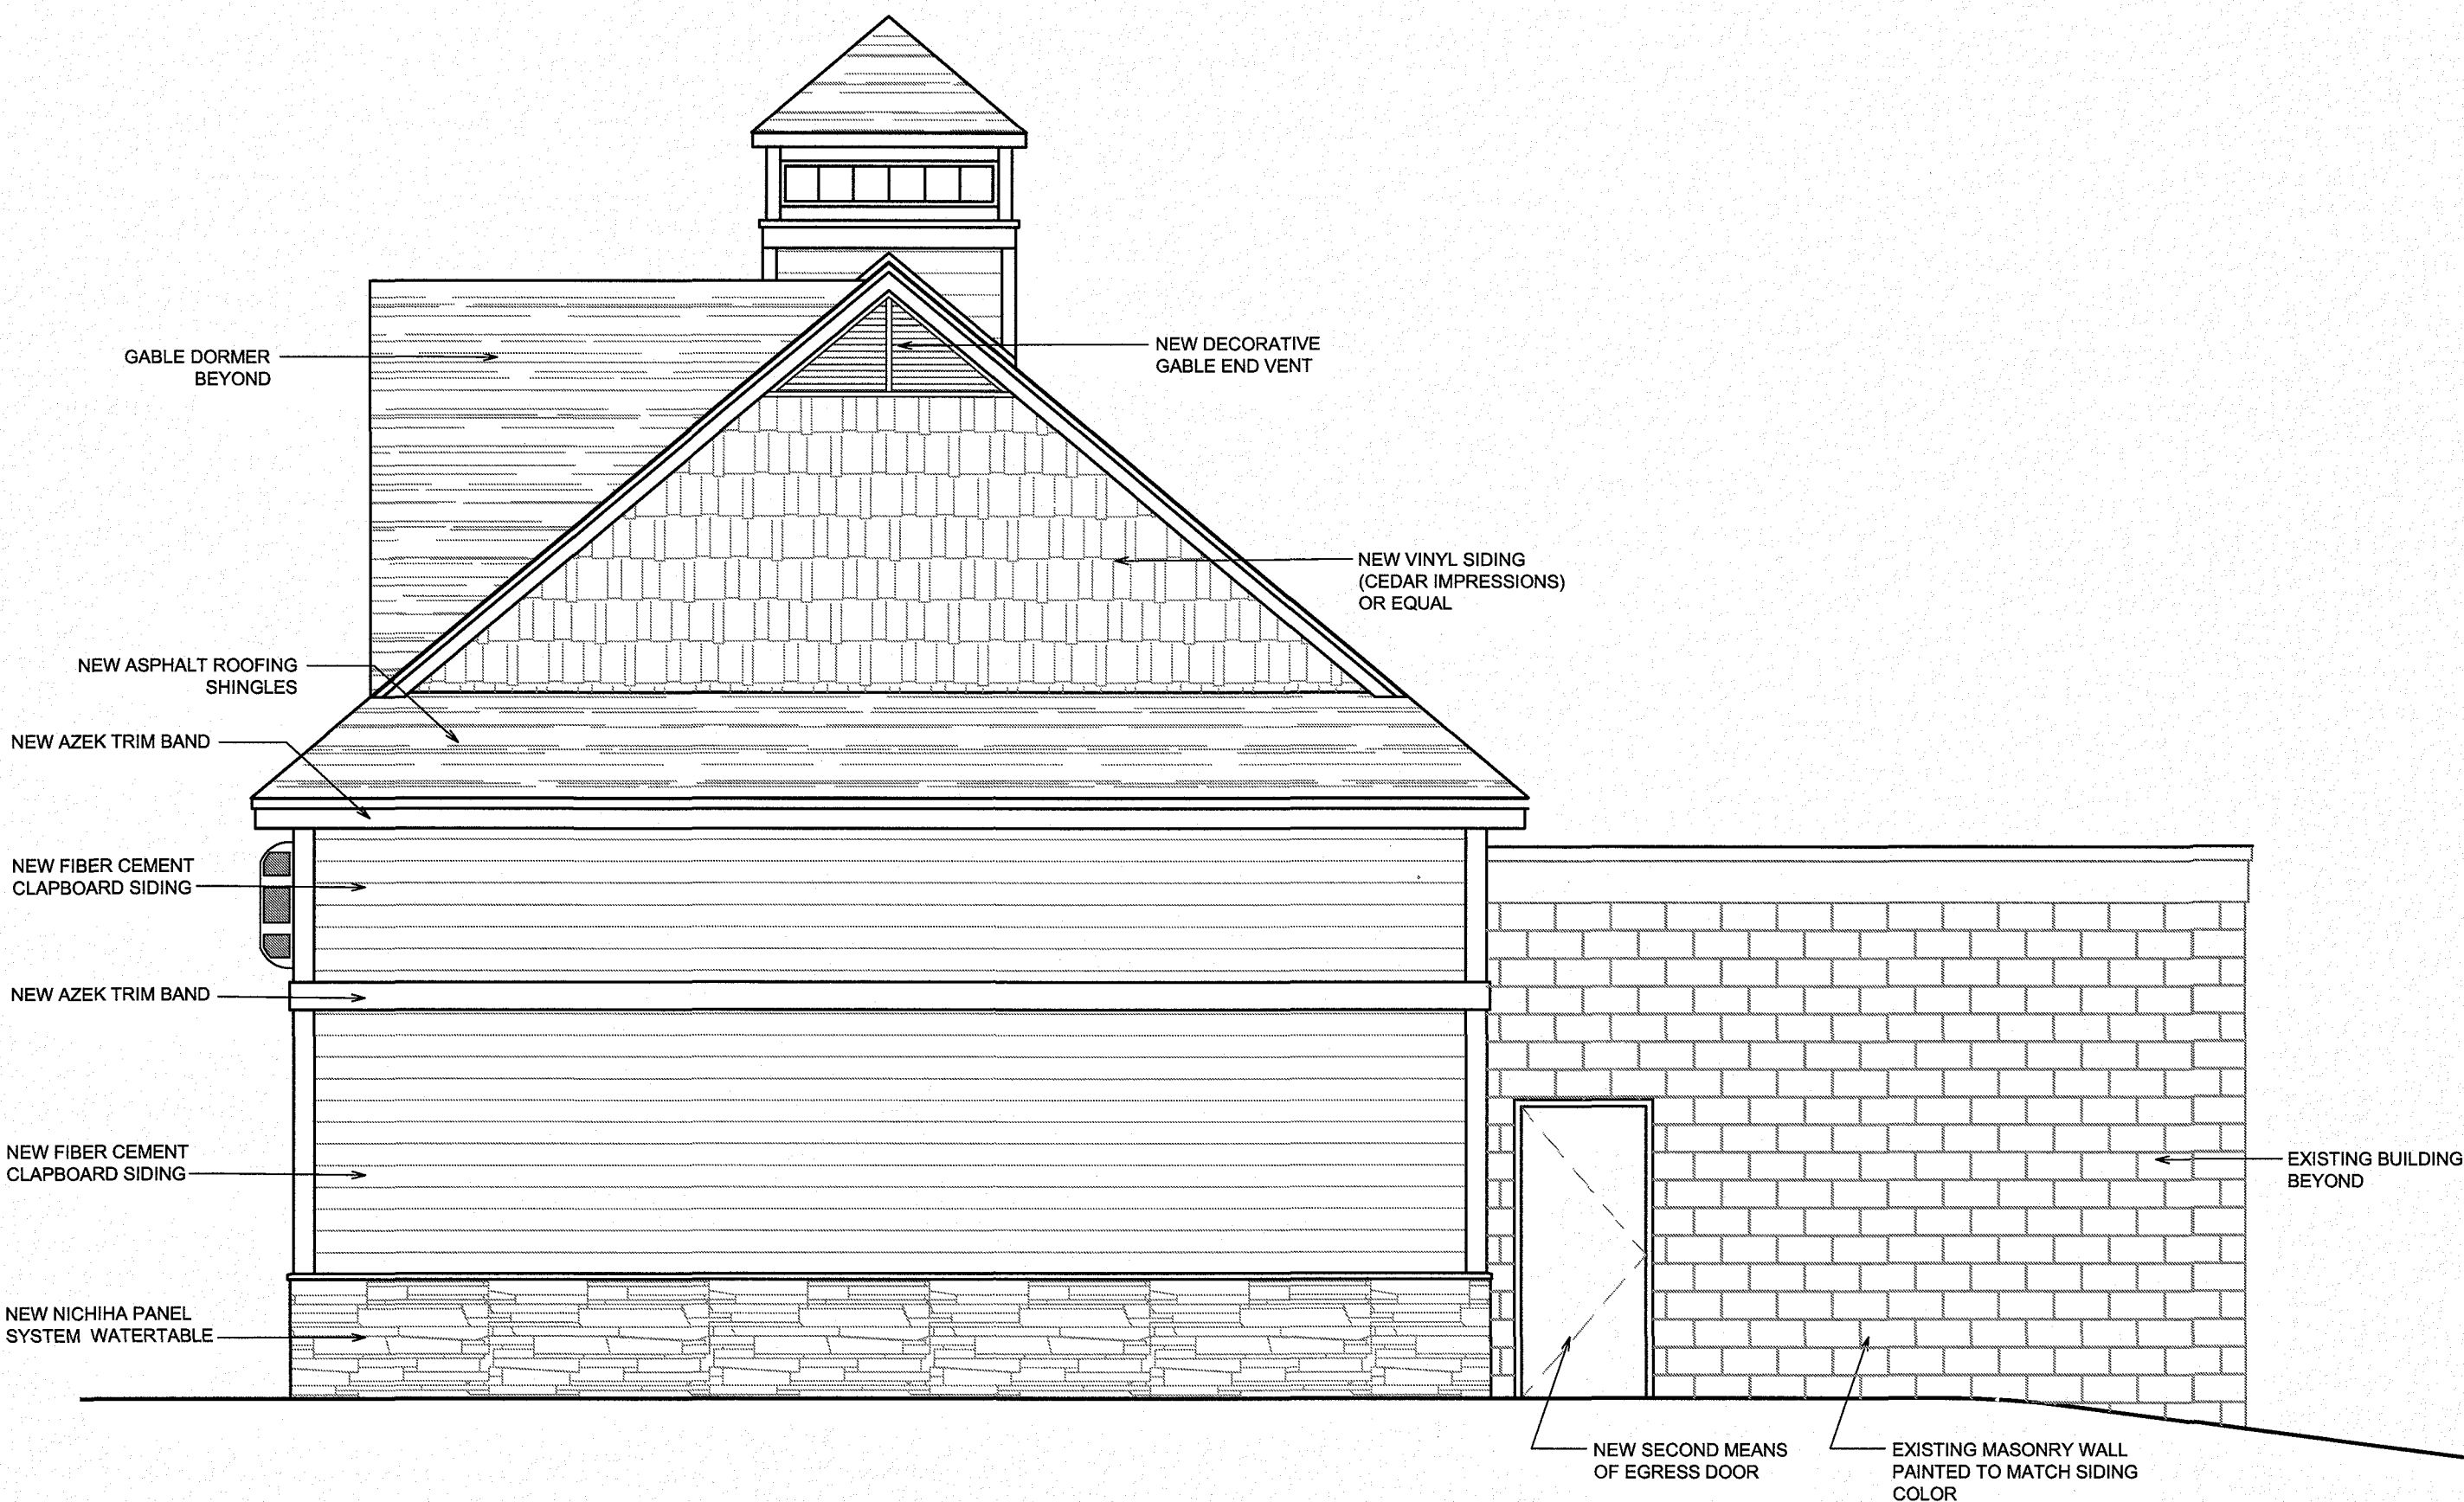 GABLE DORMER
BEYOND
NEW DECORATIVE
GABLE END VENT
NEW VINYL SIDING
(CEDAR IMPRESSIONS)
OR EQUAL
NEW ASPHALT ROOFING
SHINGLES
NEW AZEK TRIM BAND
NEW FIBER CEMENT
CLAPBOARD SIDING
NEW AZEK TRIM BAND
NEW FIBER CEMENT
CLAPBOARD SIDING
EXISTING BUILDING
BEYOND
NEW NICHIHA PANEL
SYSTEM WATERTABLE
NEW SECOND MEANS
OF EGRESS DOOR
EXISTING MASONRY WALL
PAINTED TO MATCH SIDING
COLOR